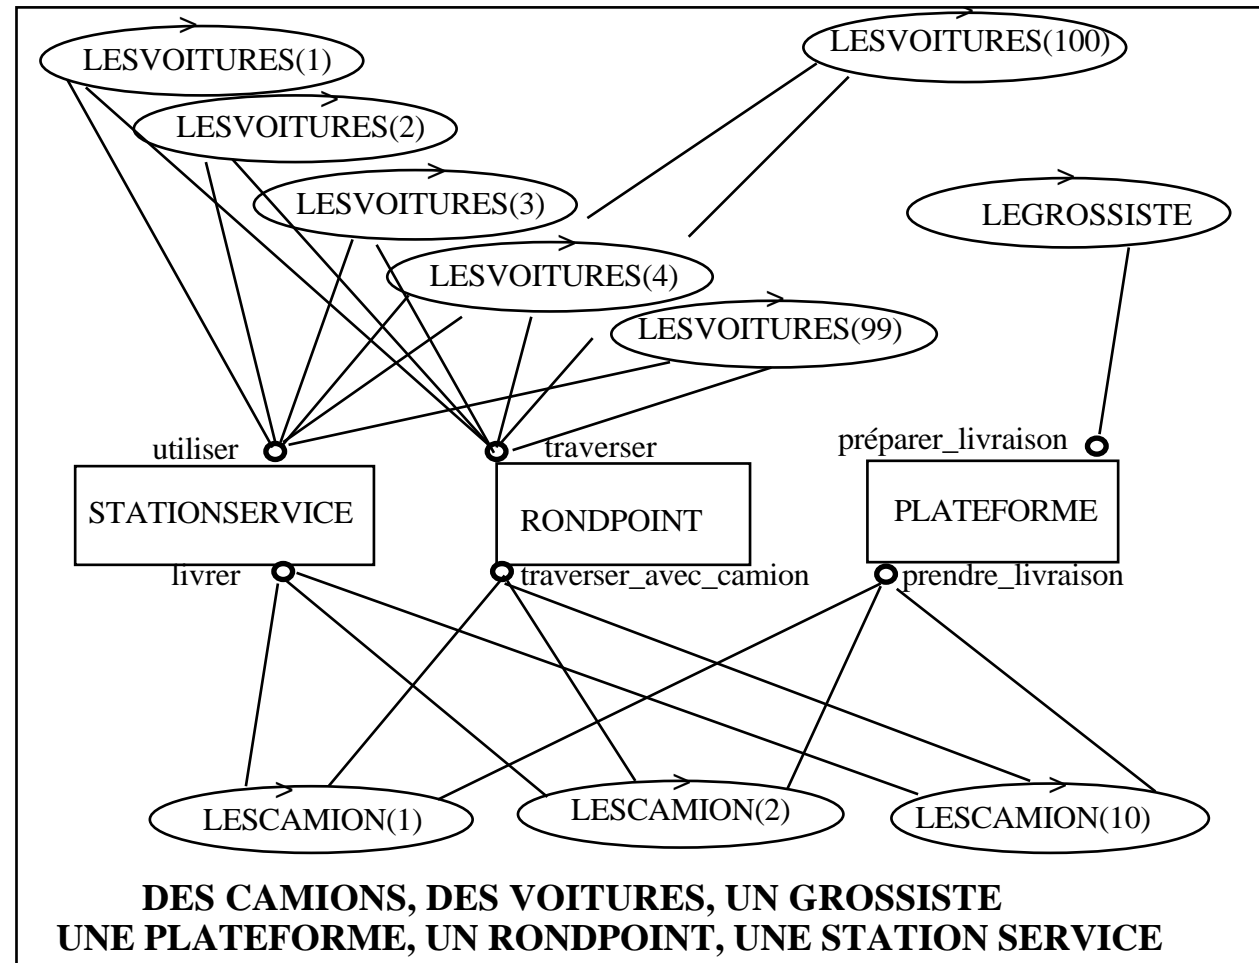 LESVOITURES(1)
LESVOITURES(100)
LESVOITURES(2)
LESVOITURES(3)
LEGROSSISTE
LESVOITURES(4)
LESVOITURES(99)
utiliser
traverser
préparer_livraison
STATIONSERVICE
RONDPOINT
PLATEFORME
livrer
traverser_avec_camion
prendre_livraison
LESCAMION(1)
LESCAMION(2)
LESCAMION(10)
DES CAMIONS, DES VOITURES, UN GROSSISTE
UNE PLATEFORME, UN RONDPOINT, UNE STATION SERVICE